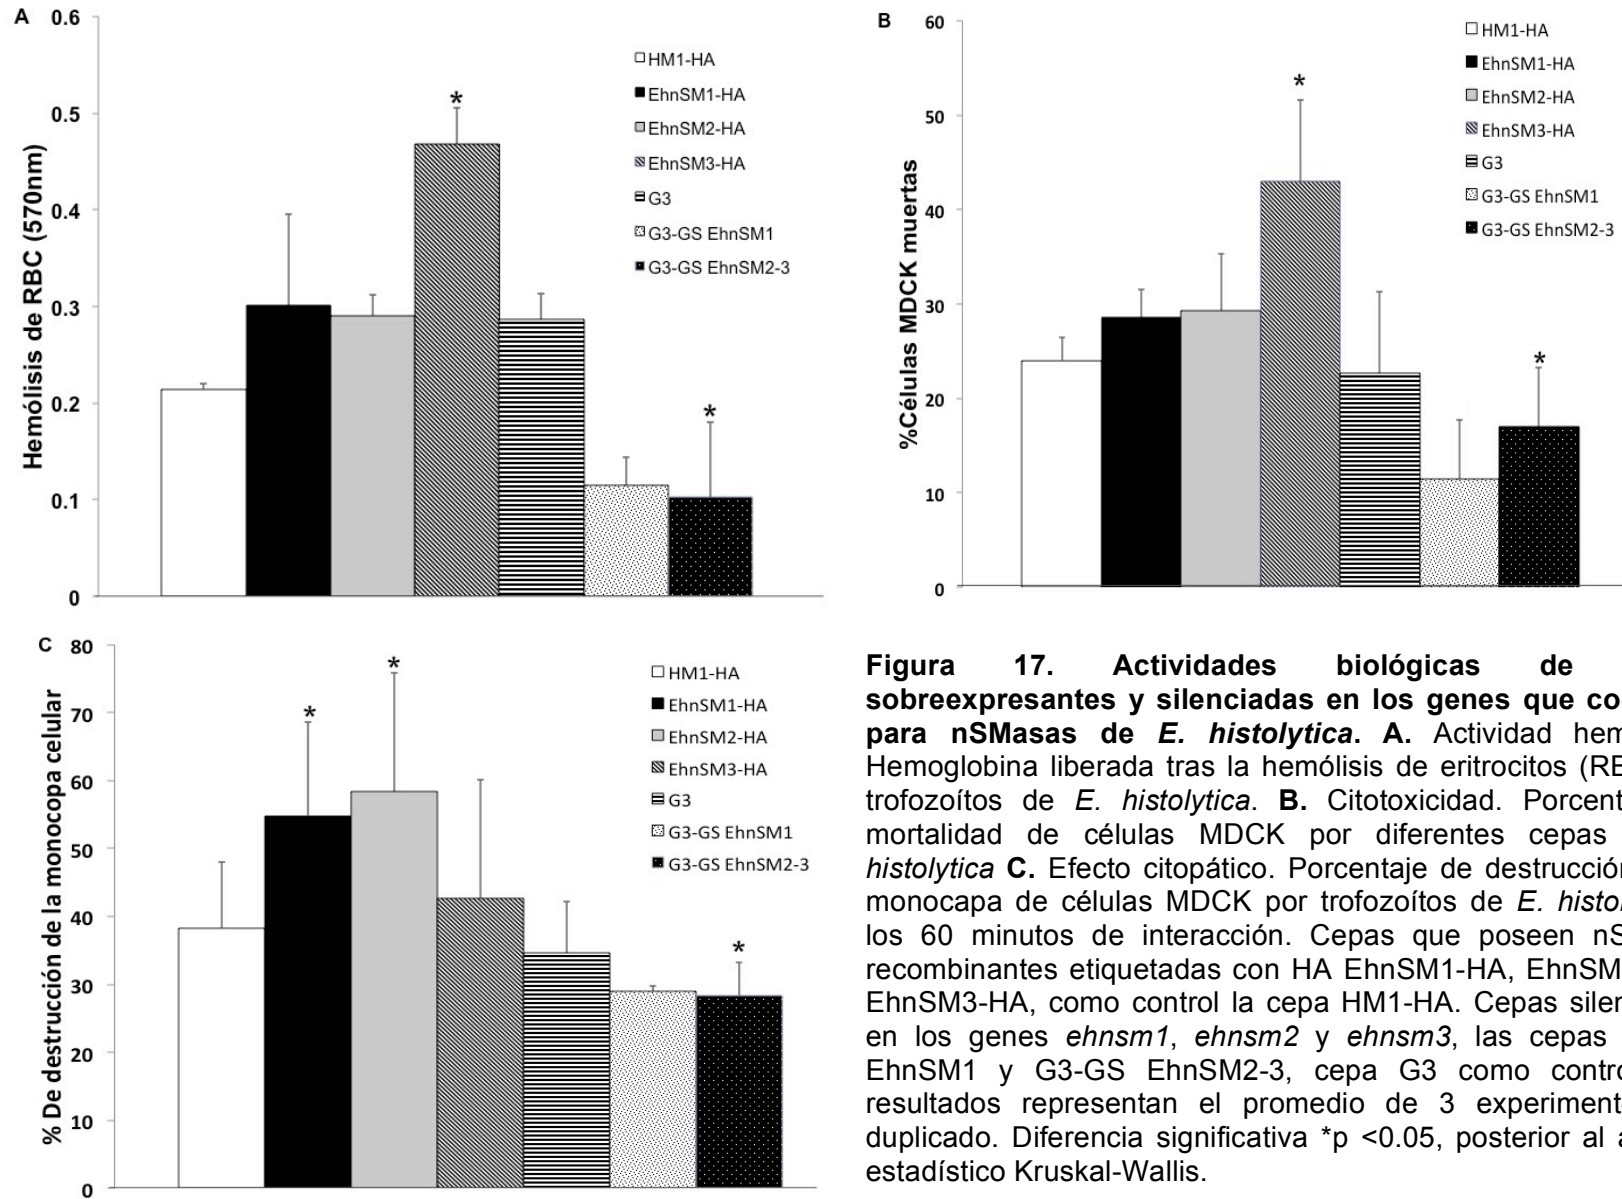 A
Hemólisis de RBC (570nm)
0.6
0.5
0.4
0.3
0.2
0.1
0
*
*
HM1-HA
EhnSM1-HA
EhnSM2-HA
EhnSM3-HA
G3
G3-GS EhnSM1
G3-GS EhnSM2-3
B
%Células MDCK muertas
60
50
40
30
20
10
0
*
*
HM1-HA
EhnSM1-HA
EhnSM2-HA
EhnSM3-HA
G3
G3-GS EhnSM1
G3-GS EhnSM2-3
C
% De destrucción de la monocopa celular
80
70
60
50
40
30
20
10
0
*
*
*
HM1-HA
EhnSM1-HA
EhnSM2-HA
EhnSM3-HA
G3
G3-GS EhnSM1
G3-GS EhnSM2-3
Figura 17. Actividades biológicas de
sobreexpresantes y silenciadas en los genes que co
para nSMasas de E. histolytica. A. Actividad hem
Hemoglobina liberada tras la hemólisis de eritrocitos (RE
trofozoítos de E. histolytica. B. Citotoxicidad. Porcent
mortalidad de células MDCK por diferentes cepas
histolytica C. Efecto citopático. Porcentaje de destrucción
monocapa de células MDCK por trofozoítos de E. histo
los 60 minutos de interacción. Cepas que poseen nS
recombinantes etiquetadas con HA EhnSM1-HA, EhnSM
EhnSM3-HA, como control la cepa HM1-HA. Cepas silen
en los genes ehnsm1, ehnsm2 y ehnsm3, las cepas
EhnSM1 y G3-GS EhnSM2-3, cepa G3 como contro
resultados representan el promedio de 3 experiment
duplicado. Diferencia significativa *p <0.05, posterior al a
estadístico Kruskal-Wallis.